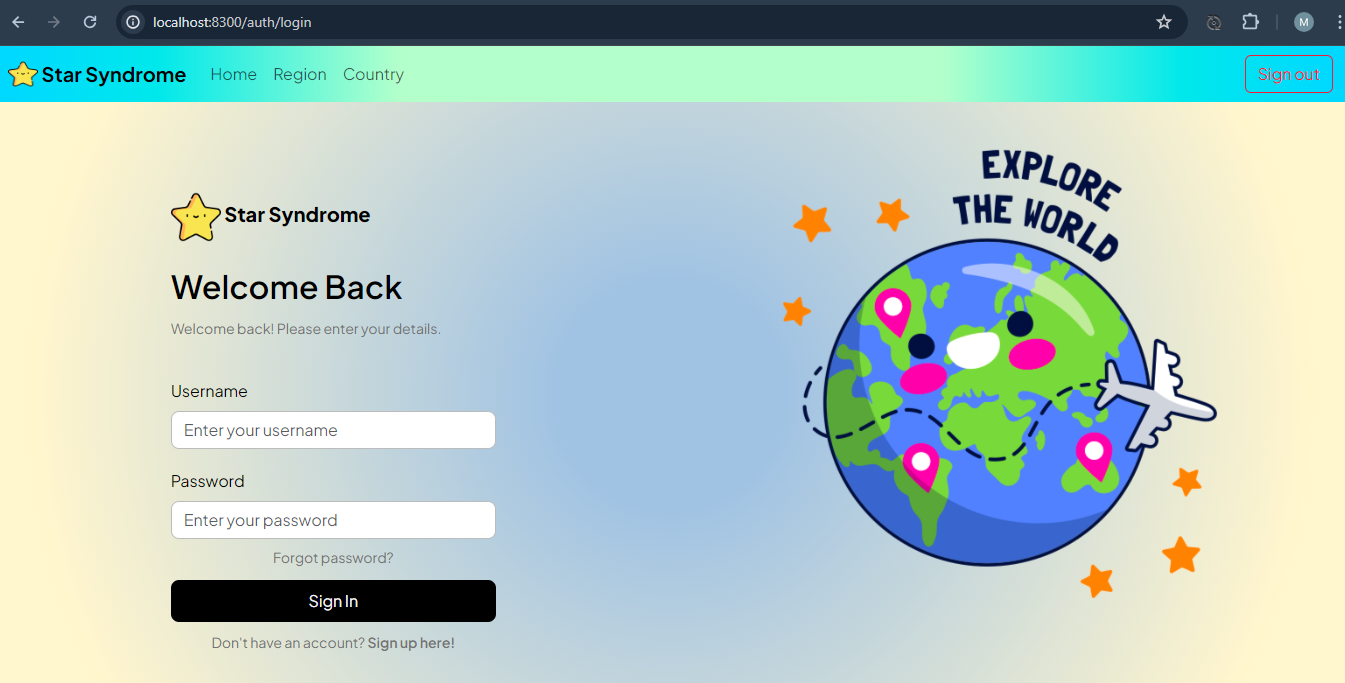 localhost:8300/auth/login
M
Star Syndrome Home Region Country Sign out
EXPLORE
THE WORLD
Star Syndrome
Welcome Back
Welcome back! Please enter your details.
Username
Enter your username
Password
Enter your password
Forgot password?
Sign In
Don't have an account? Sign up here!